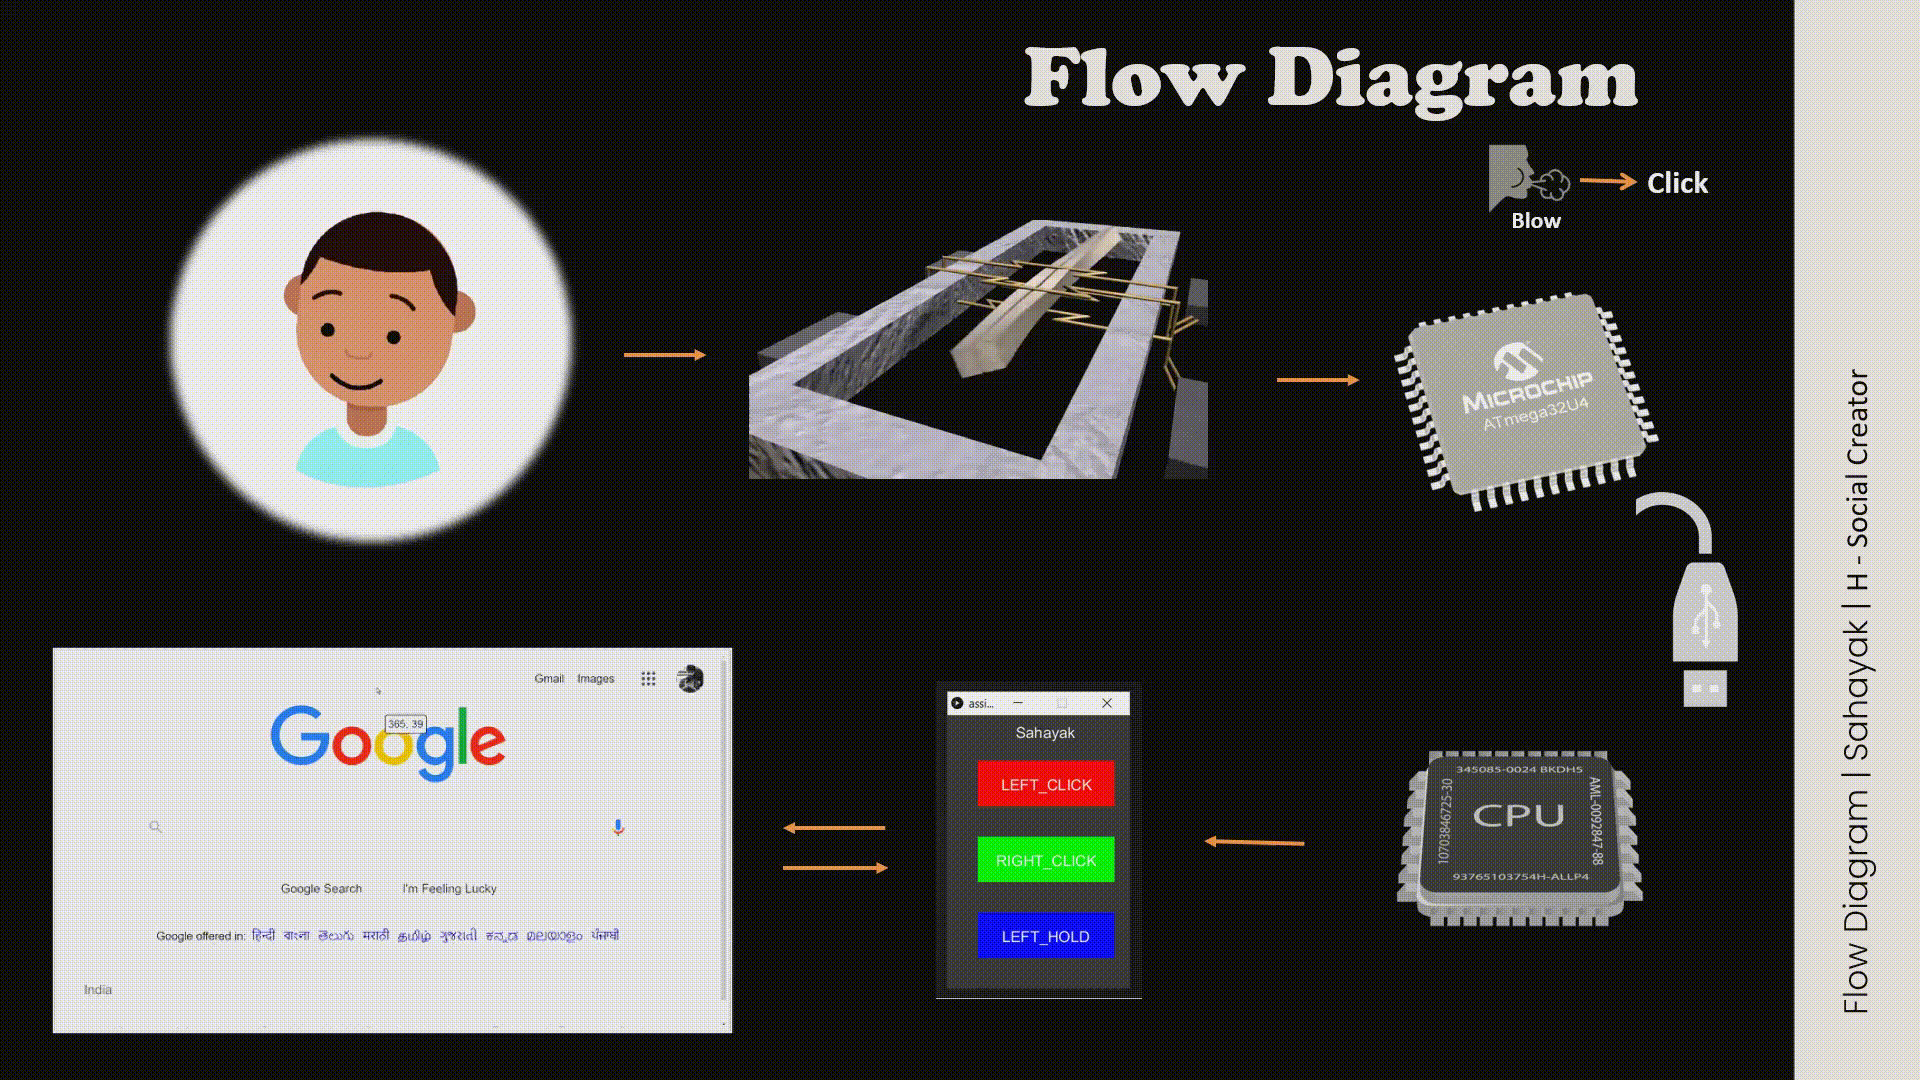 Flow Diagram
Click
Blow
MICROCHIP
ATmega32U4
Gmail Images
Google
365, 39
Google Search I'm Feeling Lucky
Google offered in: हिन्दी বাংলা తెలుగు मराठी தமிழ் ગુજરાતી ಕನ್ನಡ മലയാളം ਪੰਜਾਬੀ
India
assi...
Sahayak
LEFT_CLICK
RIGHT_CLICK
LEFT_HOLD
345085-0024 BKDH5
10703846725-30
CPU
AML-0092847-88
93765103754H-ALLP4
Flow Diagram | Sahayak | H - Social Creator